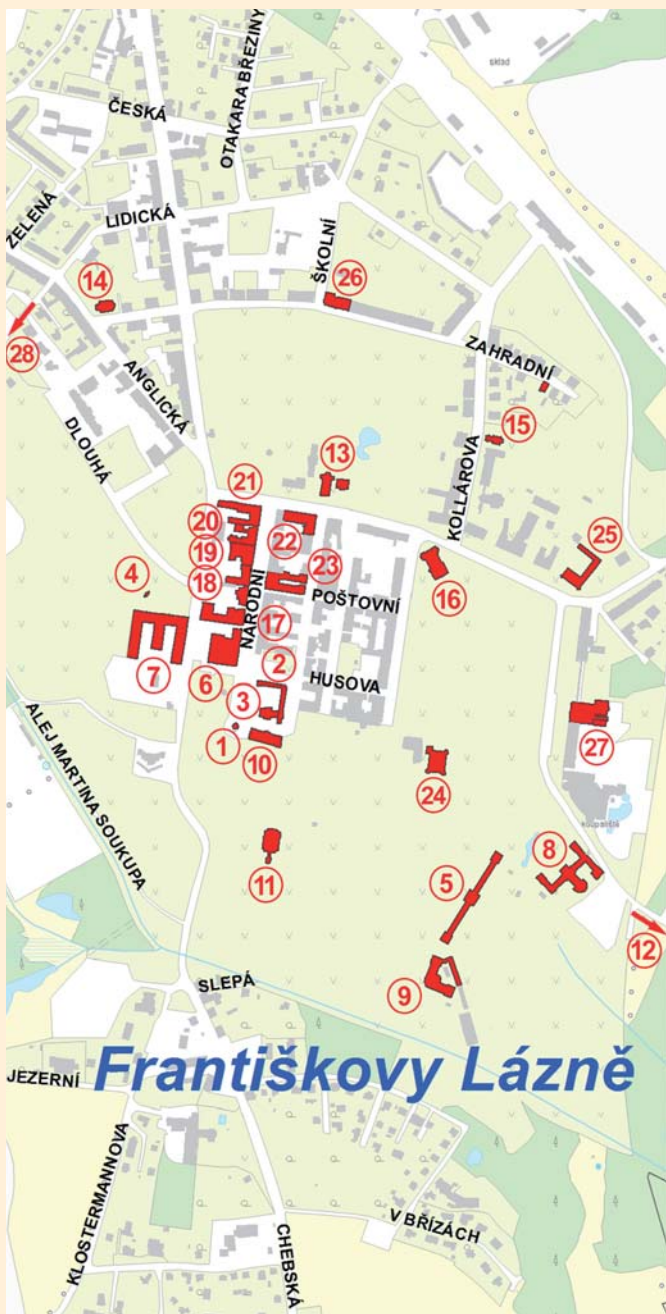 sklad
ČESKÁ
OTAKARA BŘEZINY
ZELENÁ
LIDICKÁ
ŠKOLNÍ
14
26
28
ANGLICKÁ
ZAHRADNÍ
DLOUHÁ
KOLLÁROVA
15
13
21
20
19
22
25
4
18
NÁRODNÍ
23
POŠTOVNÍ
16
17
7
6
2
HUSOVA
3
1
10
27
24
koupaliště
ALEJ MARTINA SOUKUPA
11
5
8
12
9
SLEPÁ
Františkovy Lázně
JEZERNÍ
KLOSTERMANNOVA
CHEBSKÁ
V BŘÍZÁCH